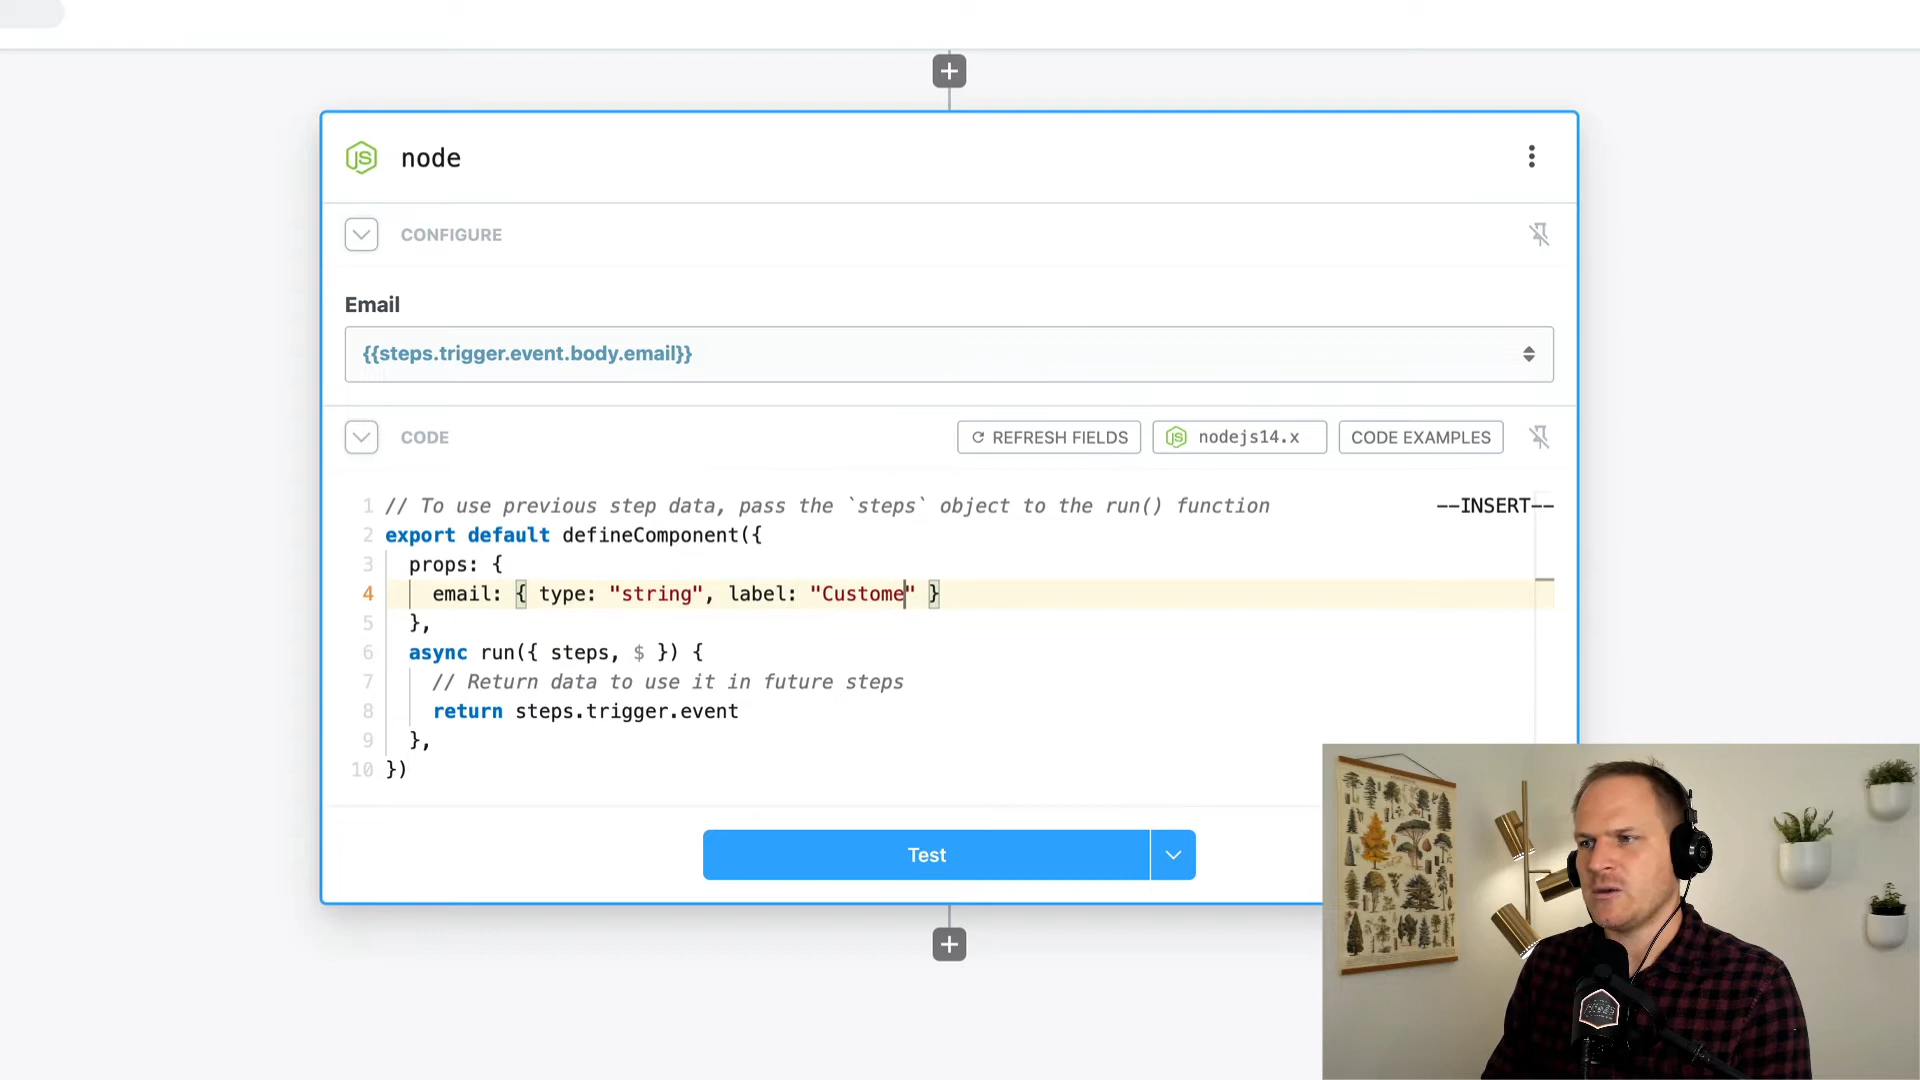 node
CONFIGURE
Email
{{steps.trigger.event.body.email}}
CODE
REFRESH FIELDS
JS nodejs14.x
CODE EXAMPLES
1 // To use previous step data, pass the `steps` object to the run() function
--INSERT--
2 export default defineComponent({
3 props: {
4 email: { type: "string", label: "Custome" }
5 },
6 async run({ steps, $ }) {
7 // Return data to use it in future steps
8 return steps.trigger.event
9 },
10 })
Test